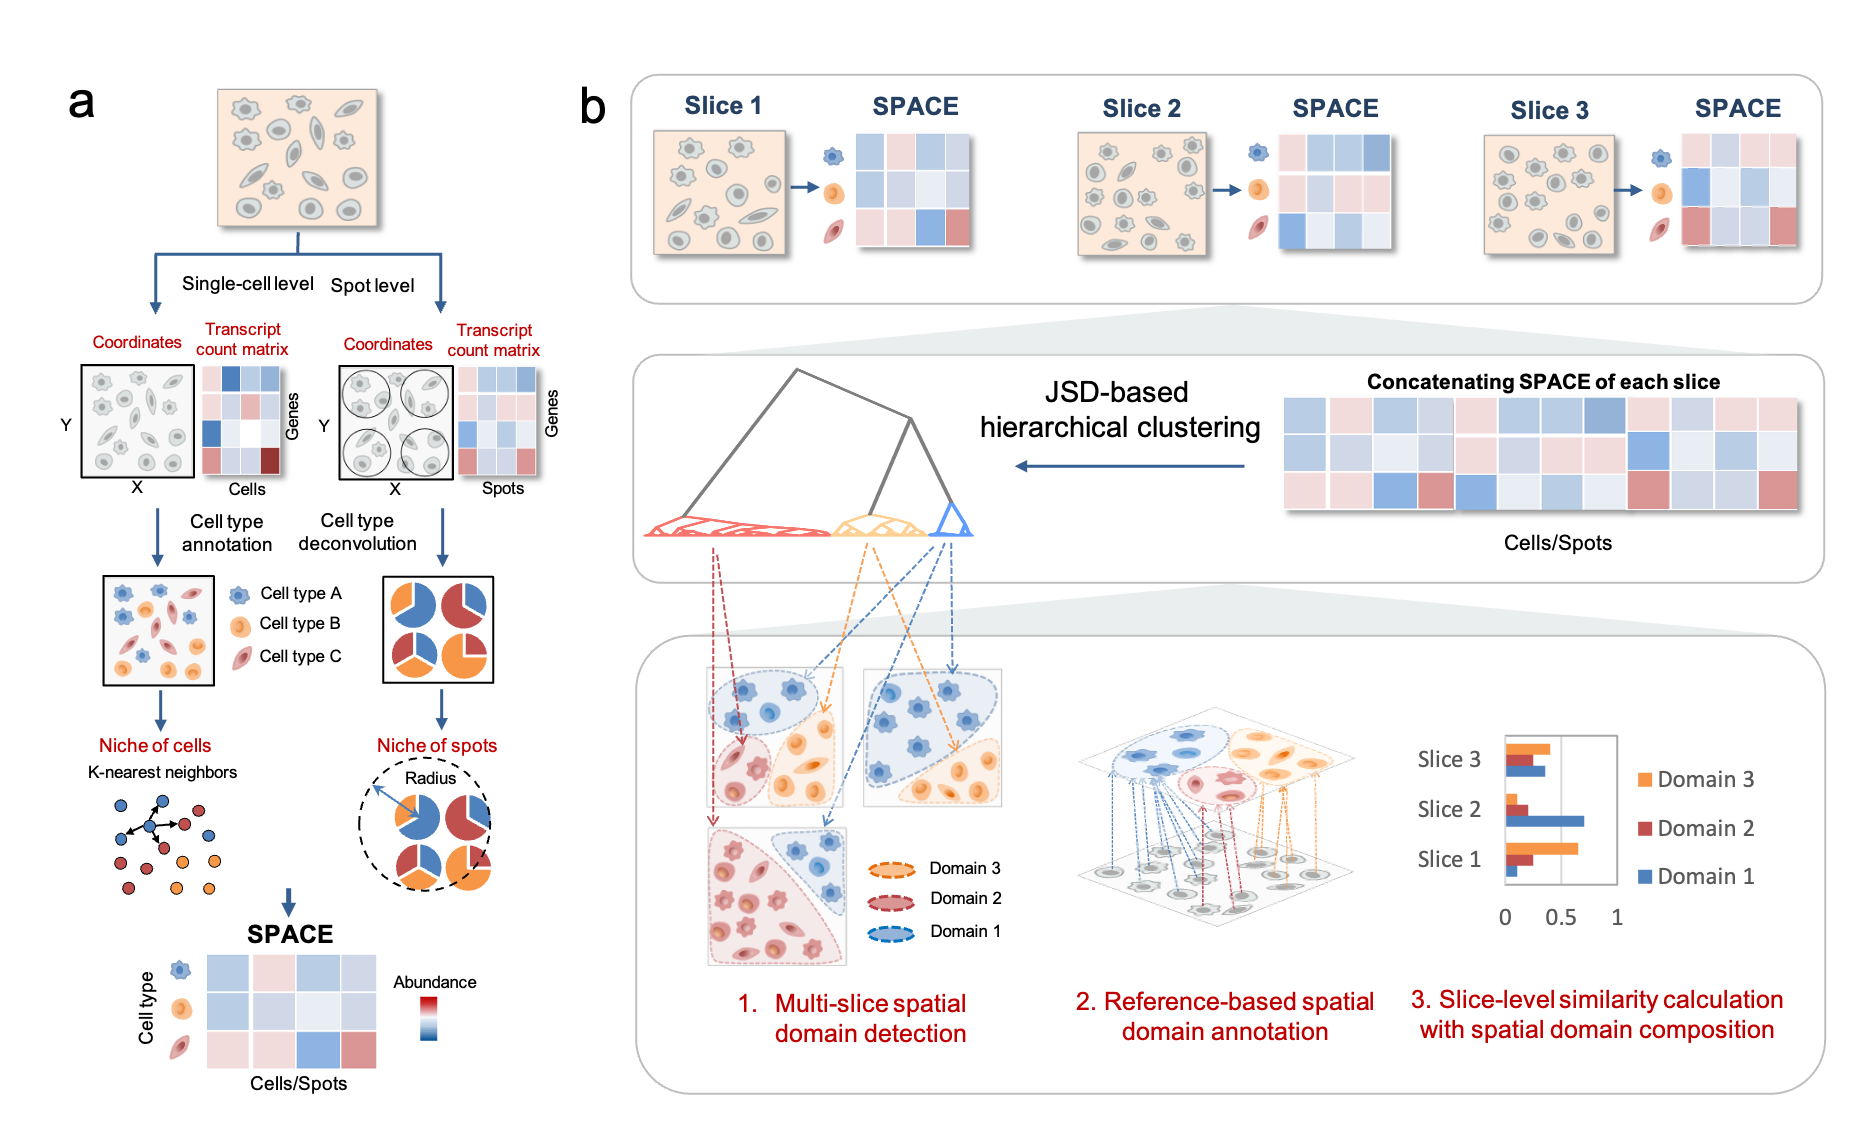 a
Single-cell level
Spot level
Coordinates
Transcript
count matrix
Y
X
Genes
Cells
Coordinates
Transcript
count matrix
Y
X
Genes
Spots
Cell type
annotation
Cell type
deconvolution
Cell type A
Cell type B
Cell type C
Niche of cells
K-nearest neighbors
Niche of spots
Radius
SPACE
Cell type
Abundance
Cells/Spots
b
Slice 1
SPACE
Slice 2
SPACE
Slice 3
SPACE
JSD-based
hierarchical clustering
Concatenating SPACE of each slice
Cells/Spots
Domain 3
Domain 2
Domain 1
1. Multi-slice spatial
domain detection
2. Reference-based spatial
domain annotation
Slice 3
Slice 2
Slice 1
0 0.5 1
Domain 3
Domain 2
Domain 1
3. Slice-level similarity calculation
with spatial domain composition